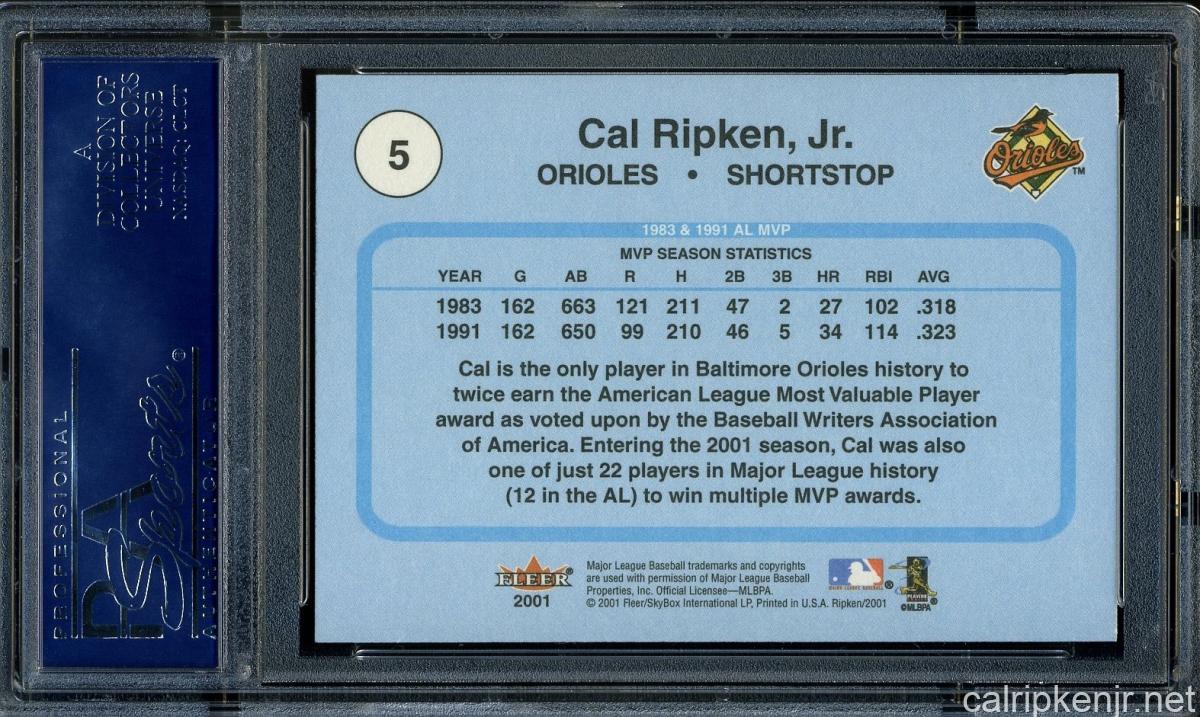 A
DIVISION OF
COLLECTORS
UNIVERSE
NASDAQ: CLCT
PROFESSIONAL
PSA
Sports
®
5
Cal Ripken, Jr.
ORIOLES • SHORTSTOP
Orioles
TM
1983 & 1991 AL MVP
MVP SEASON STATISTICS
YEAR G AB R H 2B 3B HR RBI AVG
1983 162 663 121 211 47 2 27 102 .318
1991 162 650 99 210 46 5 34 114 .323
Cal is the only player in Baltimore Orioles history to
twice earn the American League Most Valuable Player
award as voted upon by the Baseball Writers Association
of America. Entering the 2001 season, Cal was also
one of just 22 players in Major League history
(12 in the AL) to win multiple MVP awards.
FLEER®
2001
Major League Baseball trademarks and copyrights
are used with permission of Major League Baseball
Properties, Inc. Official Licensee—MLBPA.
© 2001 Fleer/SkyBox International LP, Printed in U.S.A. Ripken/2001
MAJOR LEAGUE BASEBALL®
PLAYERS
©MLBPA
calripkenjr.net